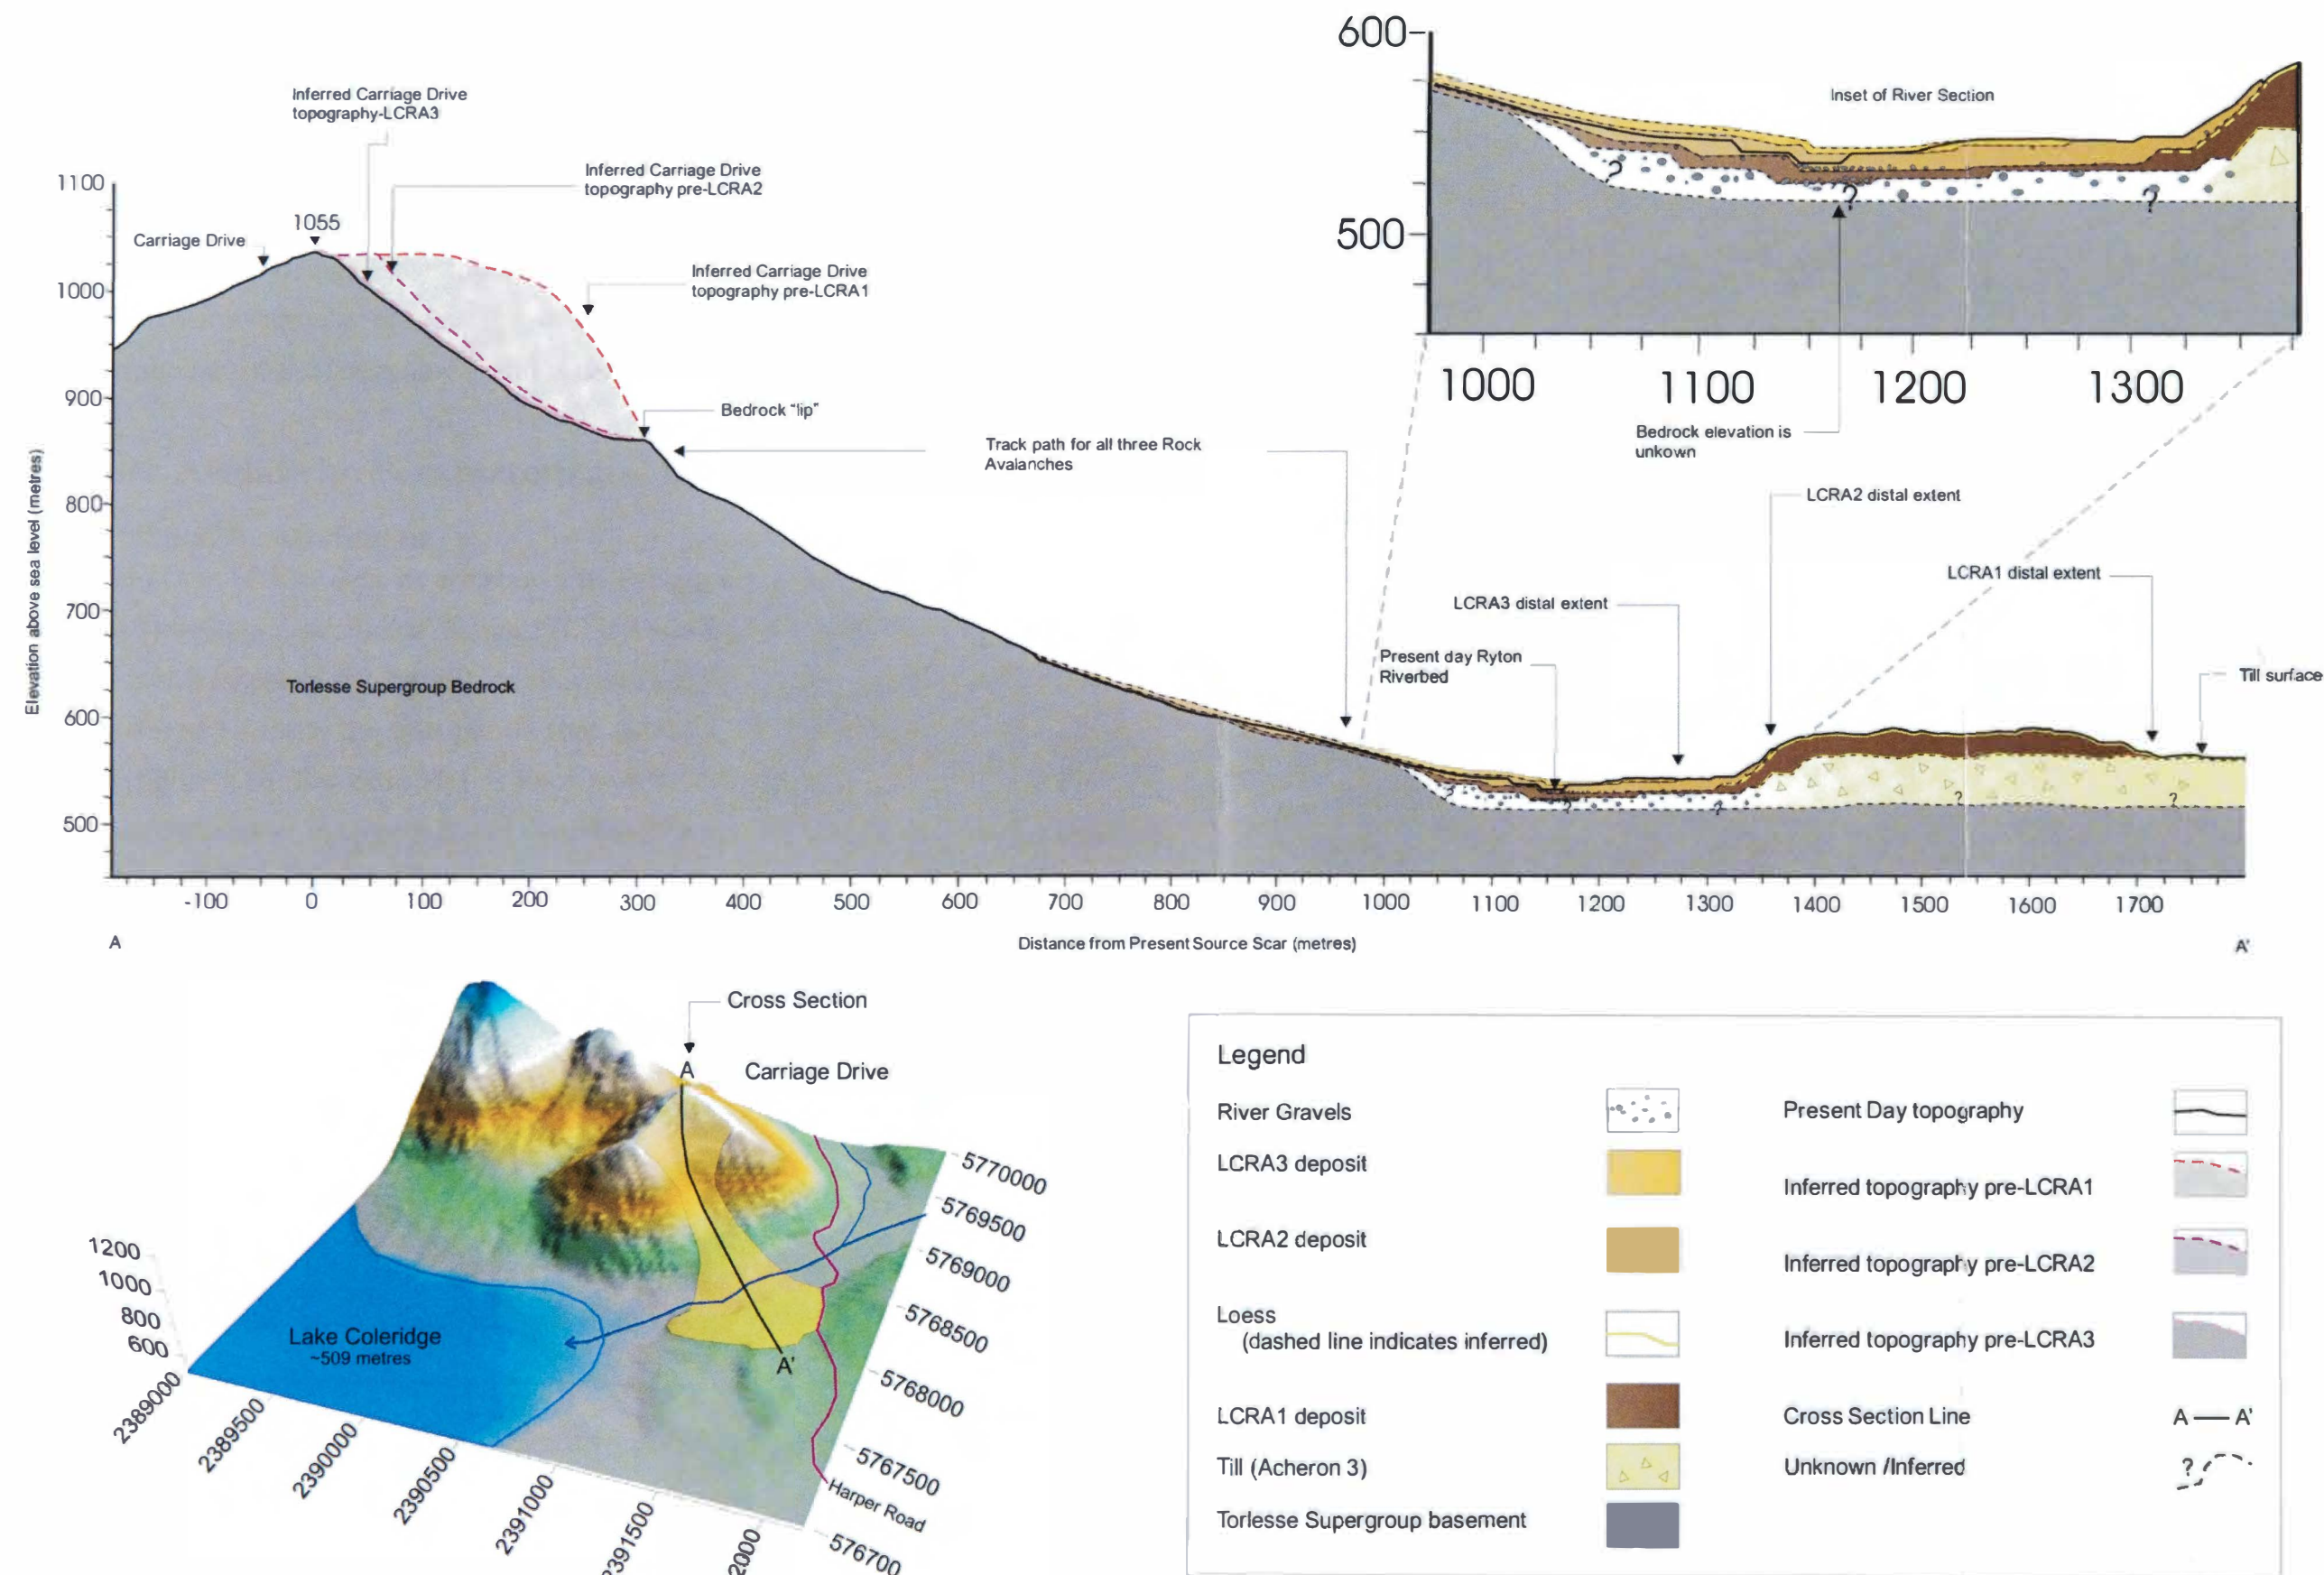 Inferred Carriage Drive
topography-LCRA3
Inferred Carriage Drive
topography pre-LCRA2
Inferred Carriage Drive
topography pre-LCRA1
Carriage Drive
1055
Bedrock "lip"
Track path for all three Rock
Avalanches
Torlesse Supergroup Bedrock
Elevation above sea level (metres)
1100
1000
900
800
700
600
500
-100 0 100 200 300 400 500 600 700 800 900 1000 1100 1200 1300 1400 1500 1600 1700
A
Distance from Present Source Scar (metres)
A'
600
500
Inset of River Section
? ? ?
1000 1100 1200 1300
Bedrock elevation is
unkown
LCRA2 distal extent
LCRA1 distal extent
LCRA3 distal extent
Present day Ryton
Riverbed
Till surface
? ? ? ? ?
Cross Section
A
Carriage Drive
Lake Coleridge
~509 metres
A'
Harper Road
1200
1000
800
600
2389000
2389500
2390000
2390500
2391000
2391500
2000
5770000
5769500
5769000
5768500
5768000
5767500
576700
Legend
River Gravels
LCRA3 deposit
LCRA2 deposit
Loess
(dashed line indicates inferred)
LCRA1 deposit
Till (Acheron 3)
Torlesse Supergroup basement
Present Day topography
Inferred topography pre-LCRA1
Inferred topography pre-LCRA2
Inferred topography pre-LCRA3
Cross Section Line
A — A'
Unknown /Inferred
?